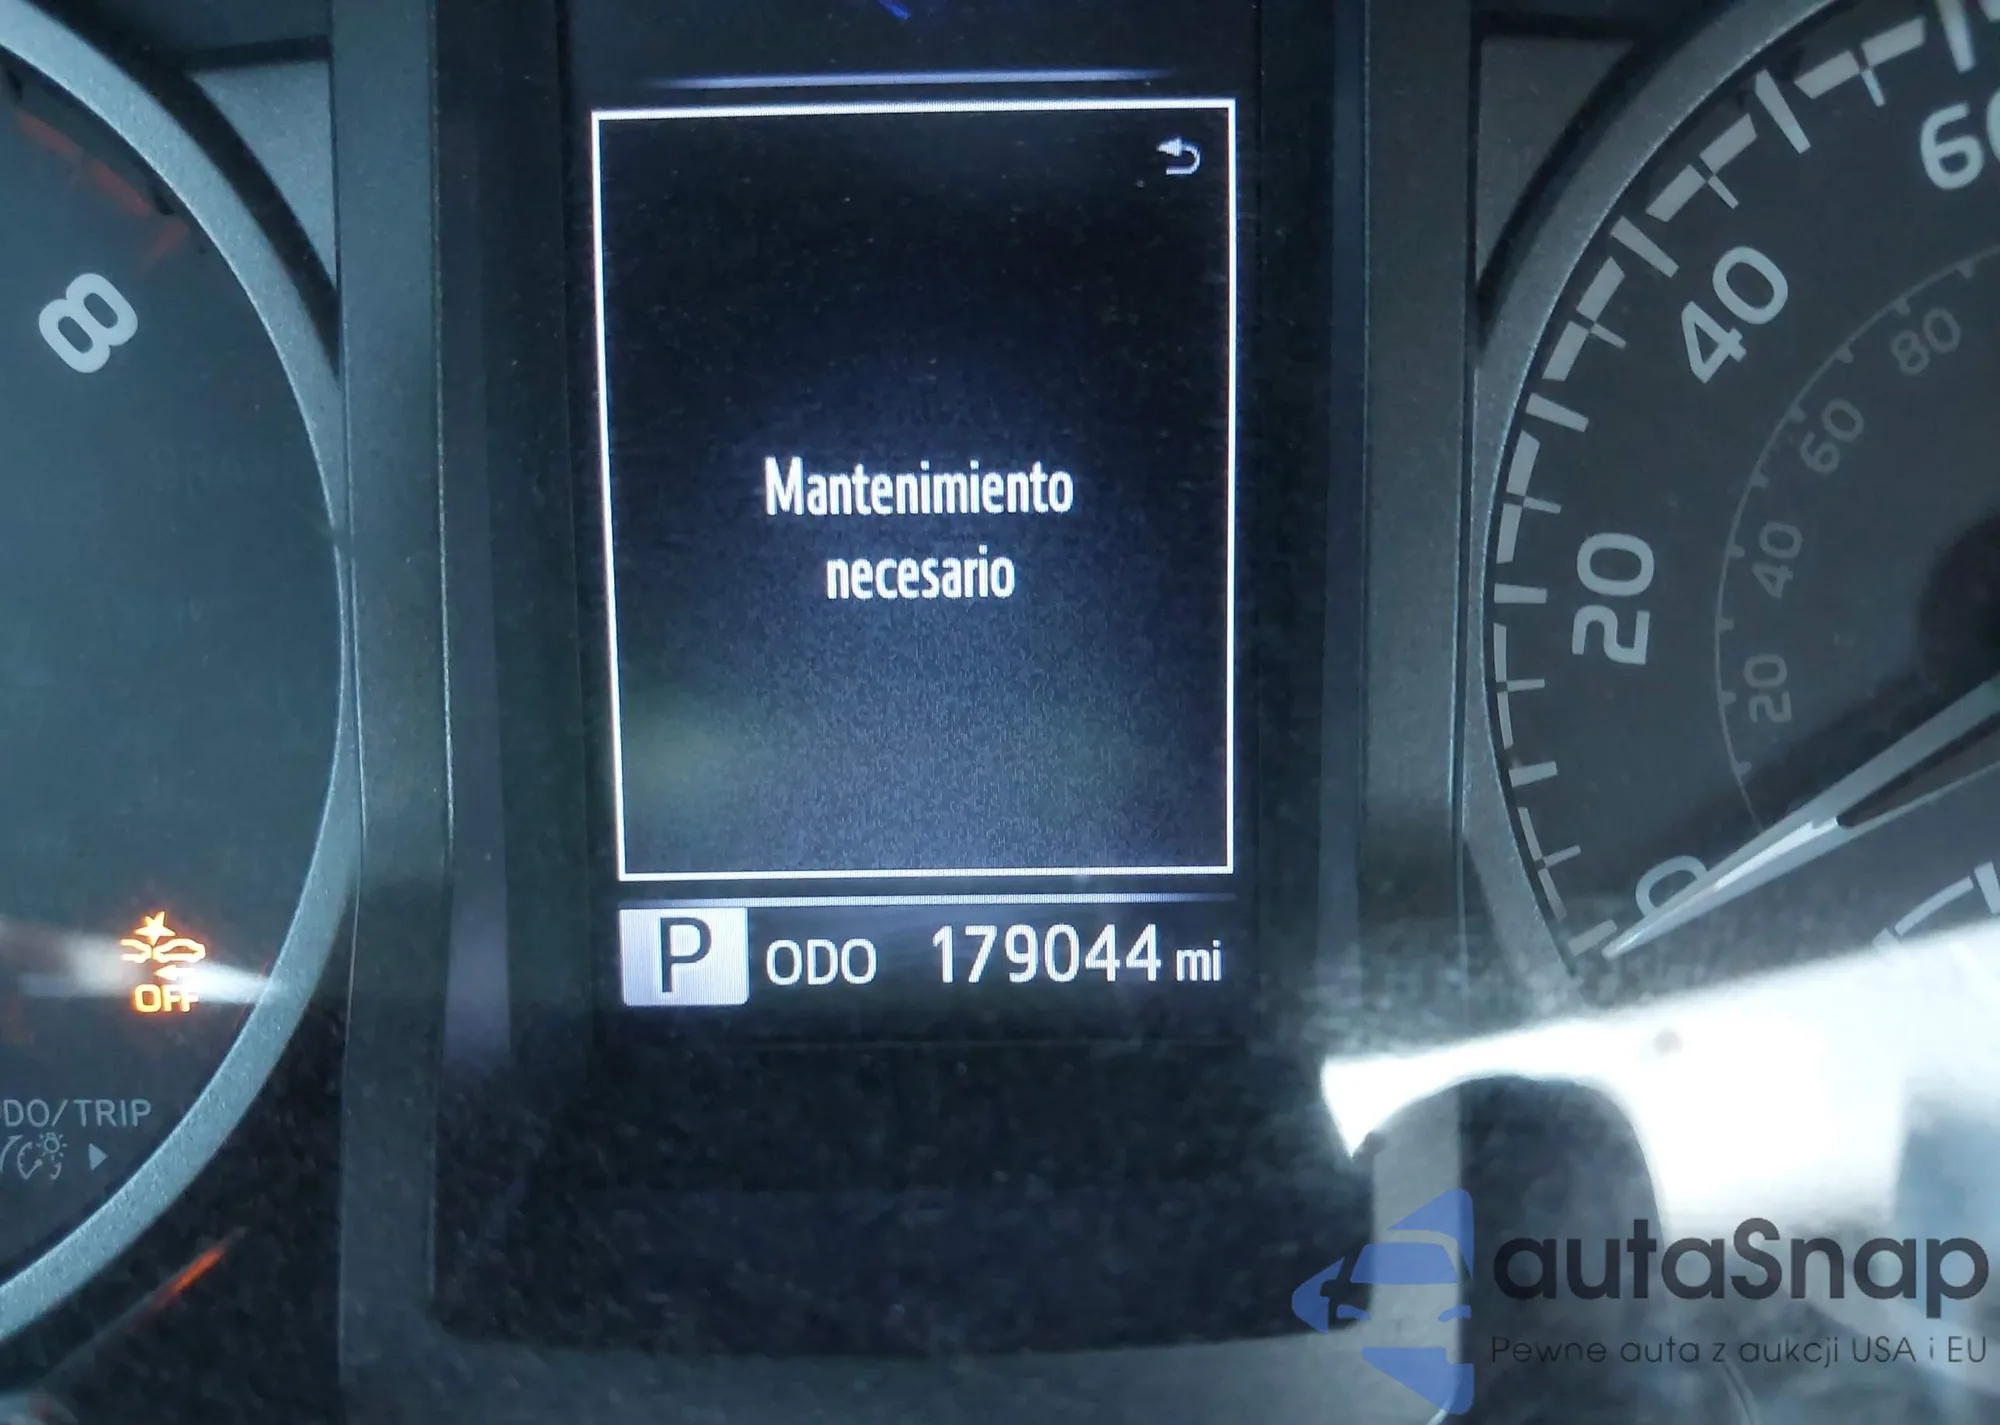 8
60
40
80
60
20
40
20
0
Mantenimiento
necesario
P ODO 179044 mi
OFF
DO/TRIP
autaSnap
Pewne auta z aukcji USA i EU